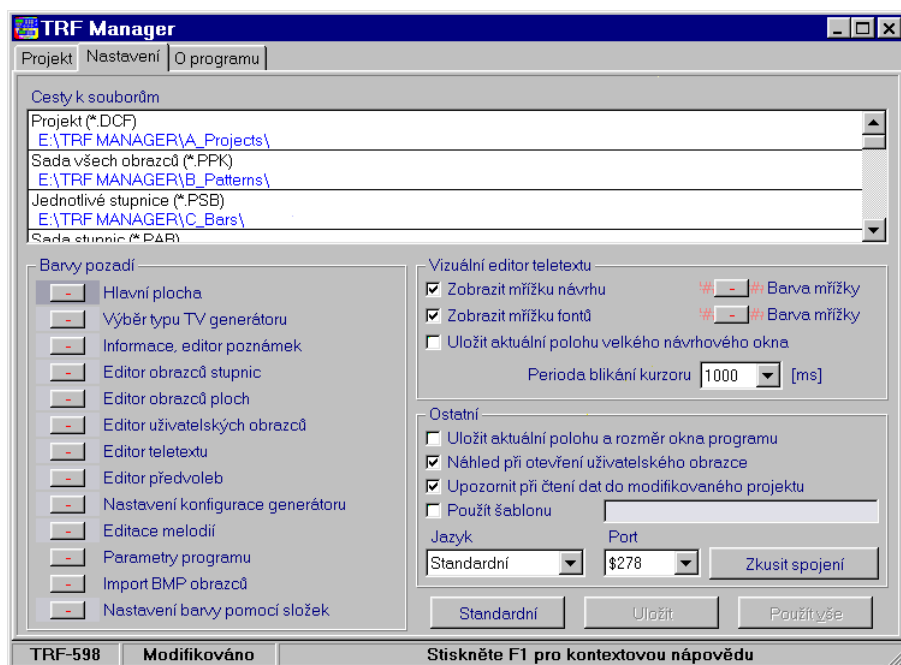 TRF Manager
Projekt Nastavení O programu
Cesty k souborům
Projekt (*.DCF)
E:\TRF MANAGER\A_Projects\
Sada všech obrazců (*.PPK)
E:\TRF MANAGER\B_Patterns\
Jednotlivé stupnice (*.PSB)
E:\TRF MANAGER\C_Bars\
Sada stupnic (*.PAB)
Barvy pozadí
- Hlavní plocha
- Výběr typu TV generátoru
- Informace, editor poznámek
- Editor obrazců stupnic
- Editor obrazců ploch
- Editor uživatelských obrazců
- Editor teletextu
- Editor předvoleb
- Nastavení konfigurace generátoru
- Editace melodií
- Parametry programu
- Import BMP obrazců
- Nastavení barvy pomocí složek
Vizuální editor teletextu
Zobrazit mřížku návrhu - Barva mřížky
Zobrazit mřížku fontů - Barva mřížky
Uložit aktuální polohu velkého návrhového okna
Perioda blikání kurzoru 1000 [ms]
Ostatní
Uložit aktuální polohu a rozměr okna programu
Náhled při otevření uživatelského obrazce
Upozornit při čtení dat do modifikovaného projektu
Použít šablonu
Jazyk Port
Standardní $278 Zkusit spojení
Standardní Uložit Použít vše
TRF-598 Modifikováno Stiskněte F1 pro kontextovou nápovědu